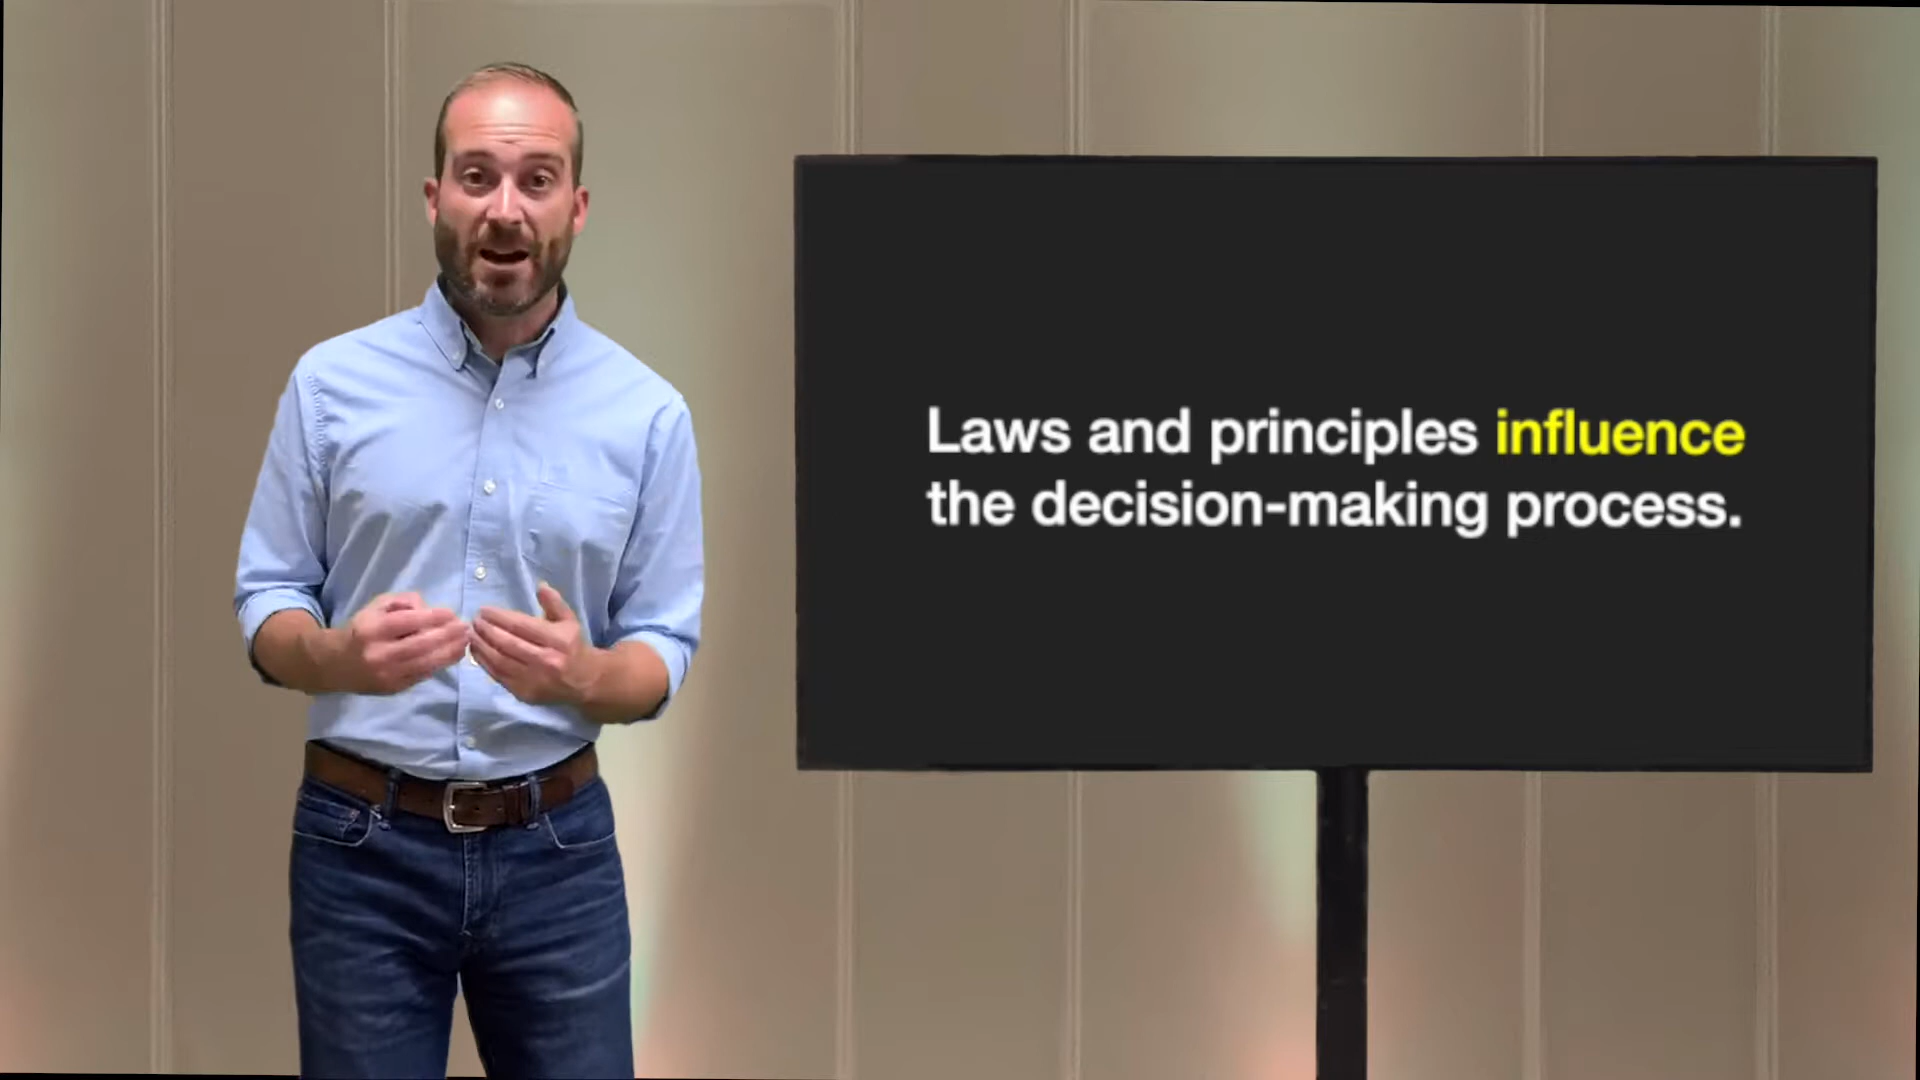 Laws and principles influence
the decision-making process.